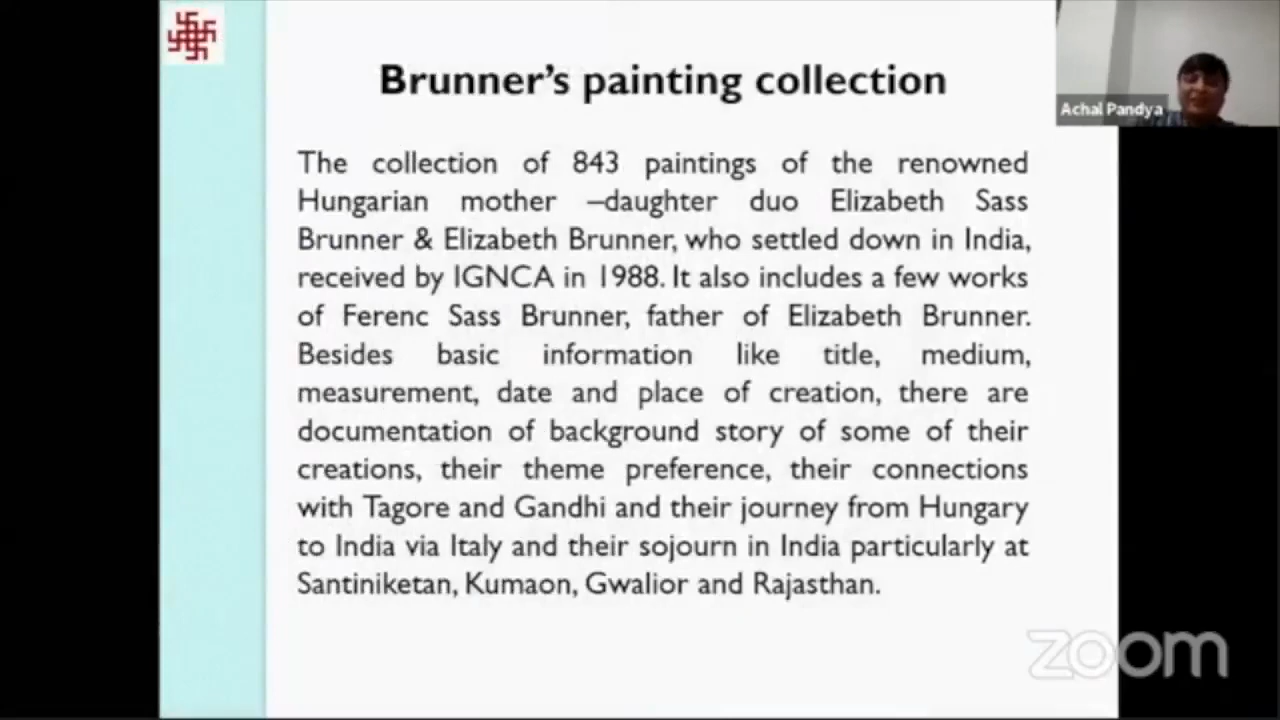 Brunner's painting collection
Achal Pandya
The collection of 843 paintings of the renowned
Hungarian mother –daughter duo Elizabeth Sass
Brunner & Elizabeth Brunner, who settled down in India,
received by IGNCA in 1988. It also includes a few works
of Ferenc Sass Brunner, father of Elizabeth Brunner.
Besides basic information like title, medium,
measurement, date and place of creation, there are
documentation of background story of some of their
creations, their theme preference, their connections
with Tagore and Gandhi and their journey from Hungary
to India via Italy and their sojourn in India particularly at
Santiniketan, Kumaon, Gwalior and Rajasthan.
zoom